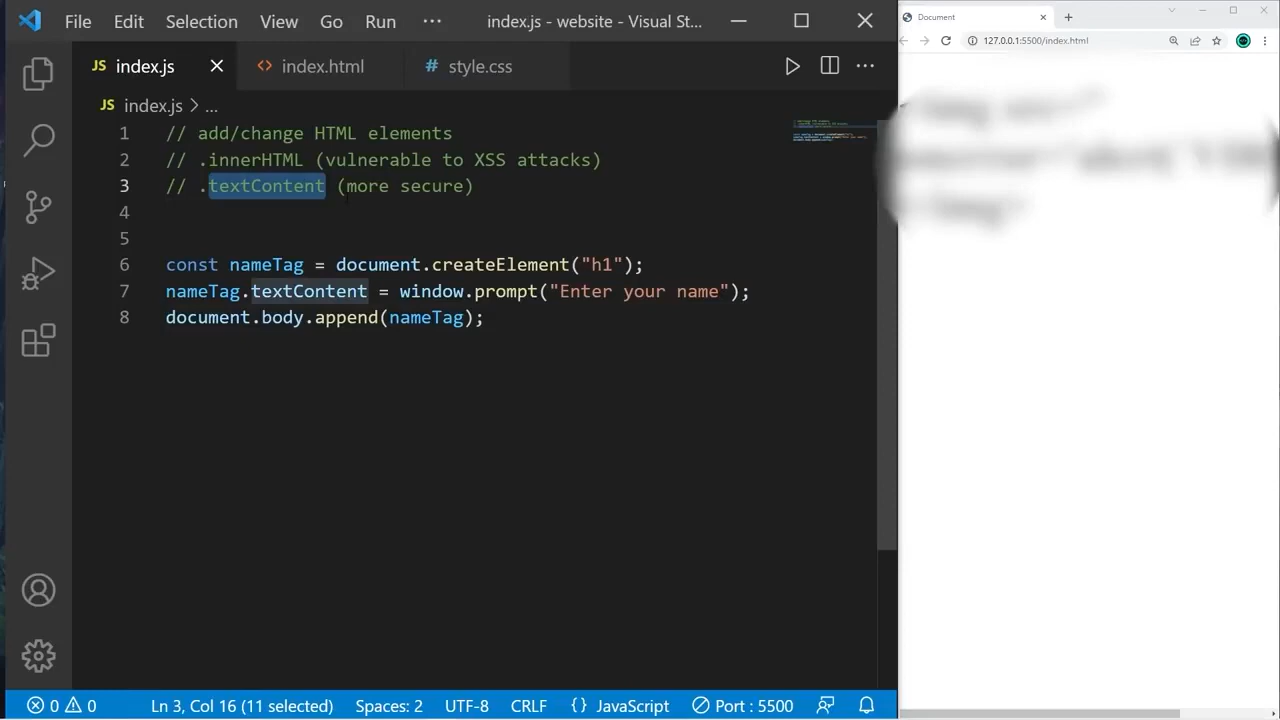 File Edit Selection View Go Run ··· index.js - website - Visual St...
JS index.js
<> index.html
# style.css
JS index.js > ...
1 // add/change HTML elements
2 // .innerHTML (vulnerable to XSS attacks)
3 // .textContent (more secure)
4
5
6 const nameTag = document.createElement("h1");
7 nameTag.textContent = window.prompt("Enter your name");
8 document.body.append(nameTag);
0 0 Ln 3, Col 16 (11 selected) Spaces: 2 UTF-8 CRLF {} JavaScript Port : 5500
Document
127.0.0.1:5500/index.html